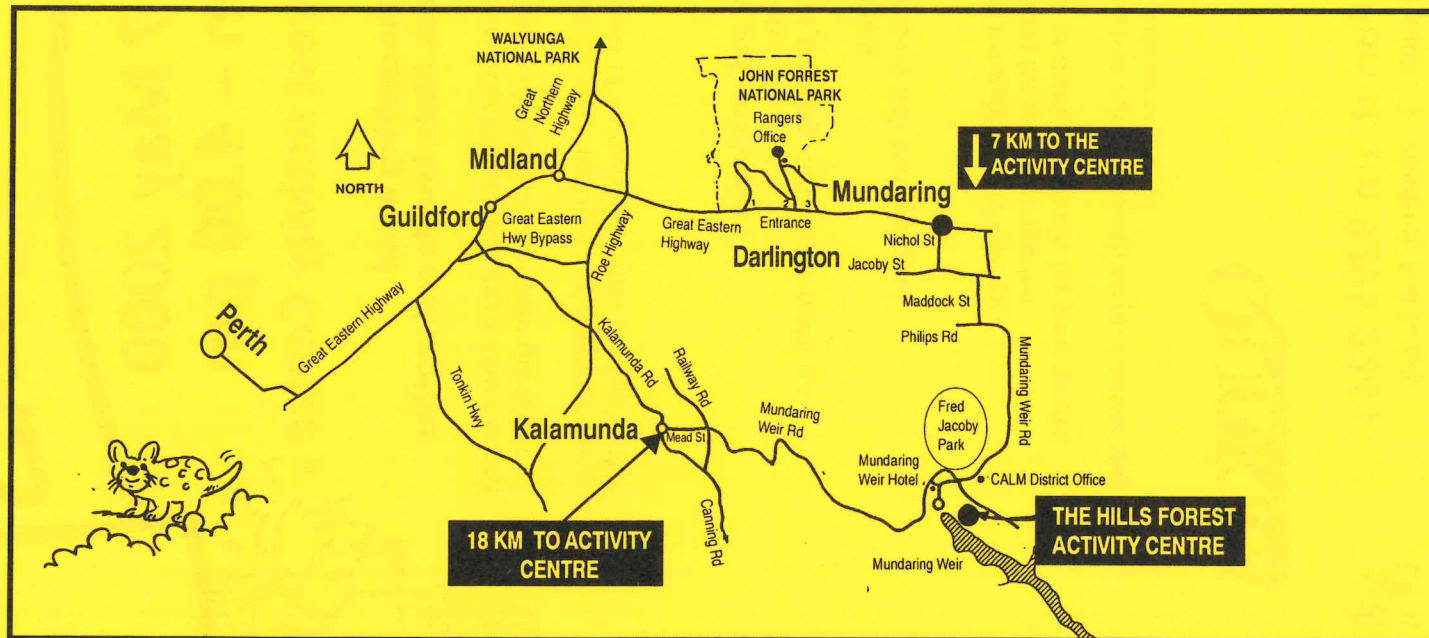 WALYUNGA
NATIONAL PARK
Great
Northern
Highway
JOHN FORREST
NATIONAL PARK
Rangers
Office
7 KM TO THE
ACTIVITY CENTRE
NORTH
Midland
Guildford
Great Eastern
Hwy Bypass
Roe Highway
Great Eastern
Highway
1
2
3
Entrance
Mundaring
Darlington
Nichol St
Jacoby St
Maddock St
Philips Rd
Mundaring Weir Rd
Perth
Great Eastern Highway
Tonkin Hwy
Kalamunda Rd
Railway Rd
Kalamunda
Mead St
Mundaring
Weir Rd
Canning Rd
Fred
Jacoby
Park
Mundaring
Weir Hotel
CALM District Office
18 KM TO ACTIVITY
CENTRE
THE HILLS FOREST
ACTIVITY CENTRE
Mundaring Weir